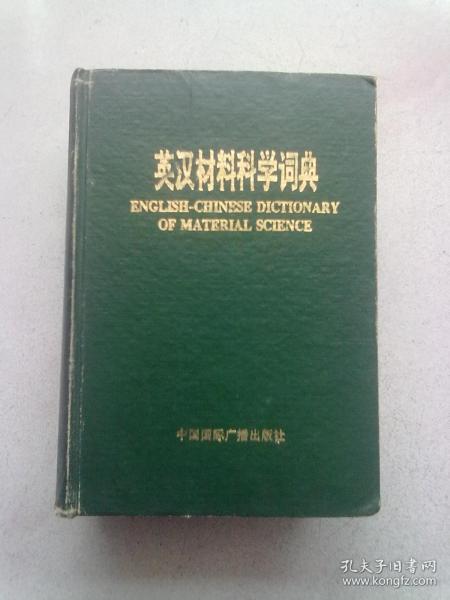 英汉材料科学词典
ENGLISH-CHINESE DICTIONARY
OF MATERIAL SCIENCE
中国国际广播出版社
孔夫子旧书网
www.kongfz.com